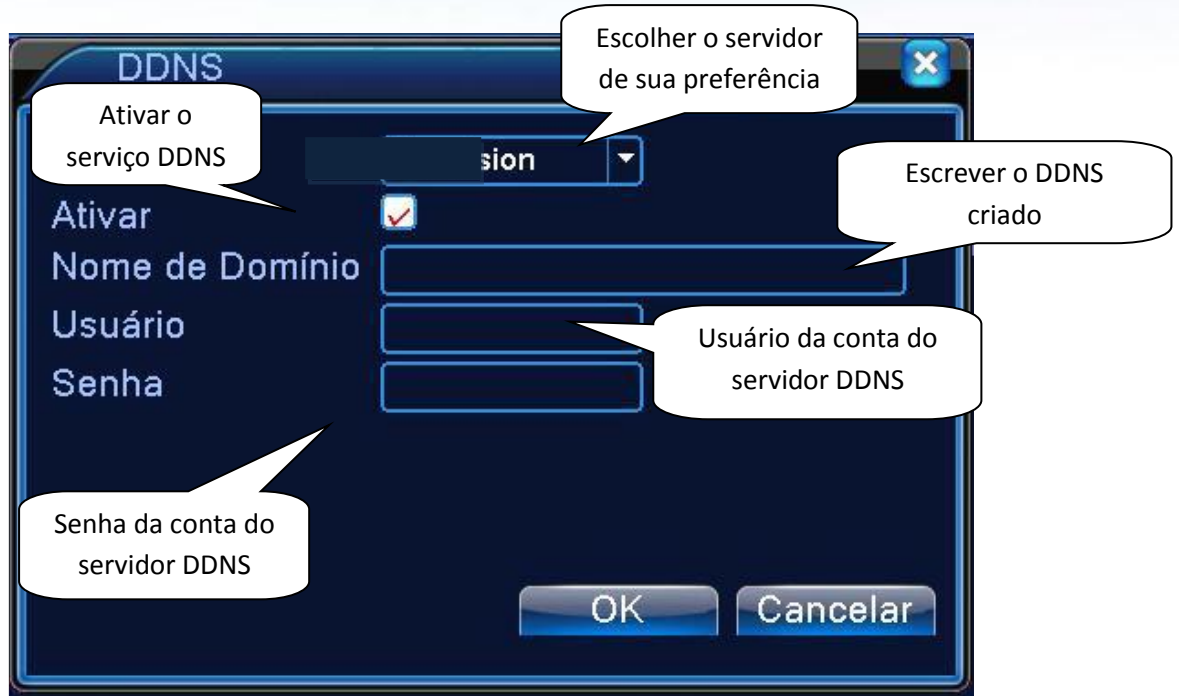 DDNS
Escolher o servidor
de sua preferência
Ativar o
serviço DDNS
sion
Escrever o DDNS
criado
Ativar
Nome de Domínio
Usuário
Usuário da conta do
servidor DDNS
Senha
Senha da conta do
servidor DDNS
OK
Cancelar